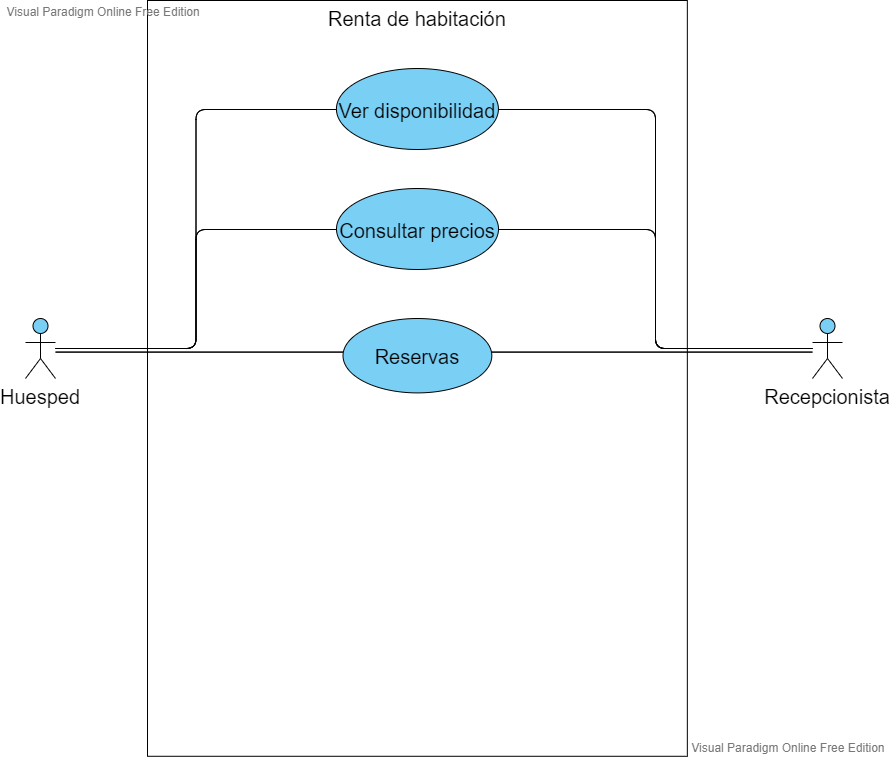 Visual Paradigm Online Free Edition
Renta de habitación
Ver disponibilidad
Consultar precios
Reservas
Huesped
Recepcionista
Visual Paradigm Online Free Edition